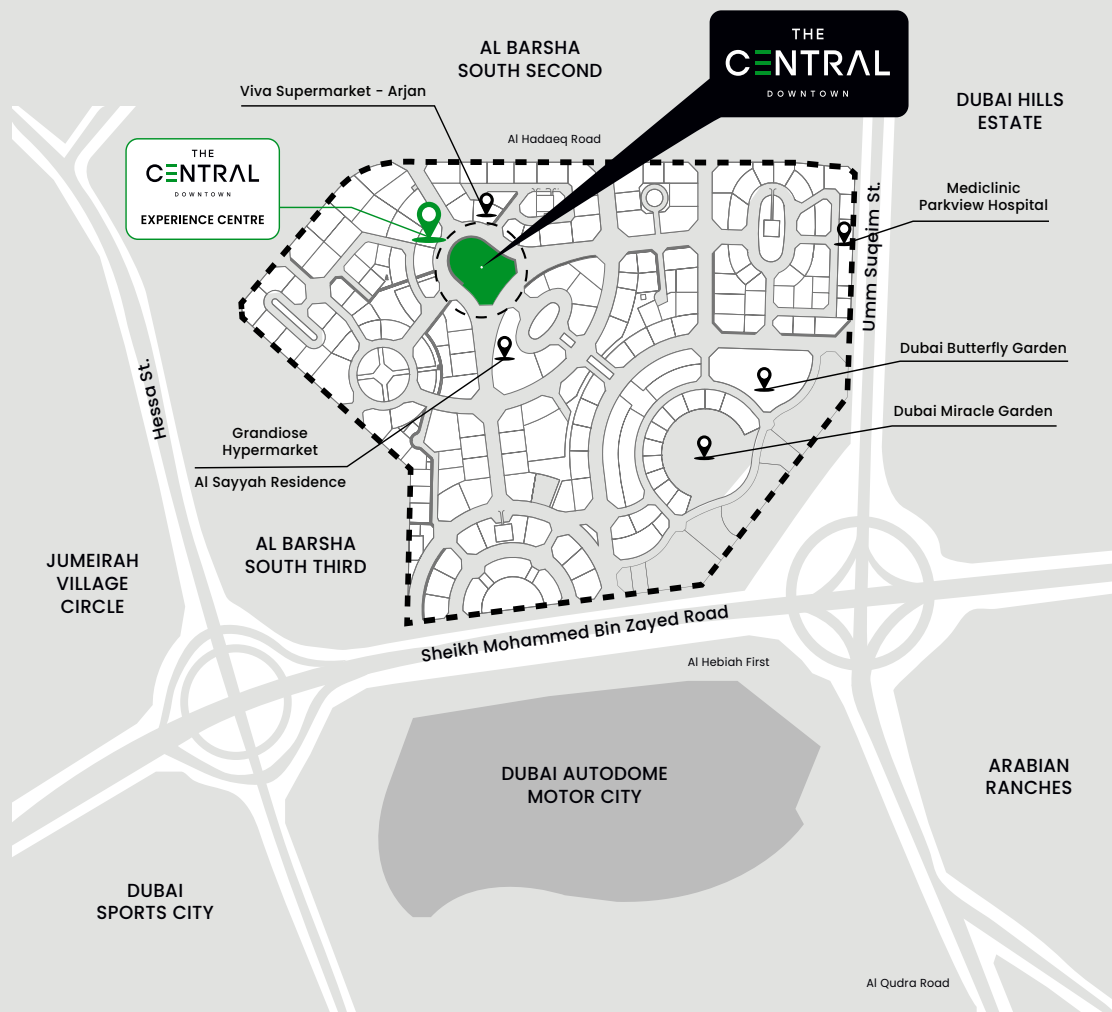 THE
CENTRAL
DOWNTOWN
AL BARSHA
SOUTH SECOND
Viva Supermarket - Arjan
DUBAI HILLS
ESTATE
Al Hadaeq Road
THE
CENTRAL
DOWNTOWN
EXPERIENCE CENTRE
Mediclinic
Parkview Hospital
Umm Suqeim St.
Dubai Butterfly Garden
Hessa St.
Dubai Miracle Garden
Grandiose
Hypermarket
Al Sayyah Residence
AL BARSHA
SOUTH THIRD
JUMEIRAH
VILLAGE
CIRCLE
Sheikh Mohammed Bin Zayed Road
Al Hebiah First
DUBAI AUTODOME
MOTOR CITY
ARABIAN
RANCHES
DUBAI
SPORTS CITY
Al Qudra Road